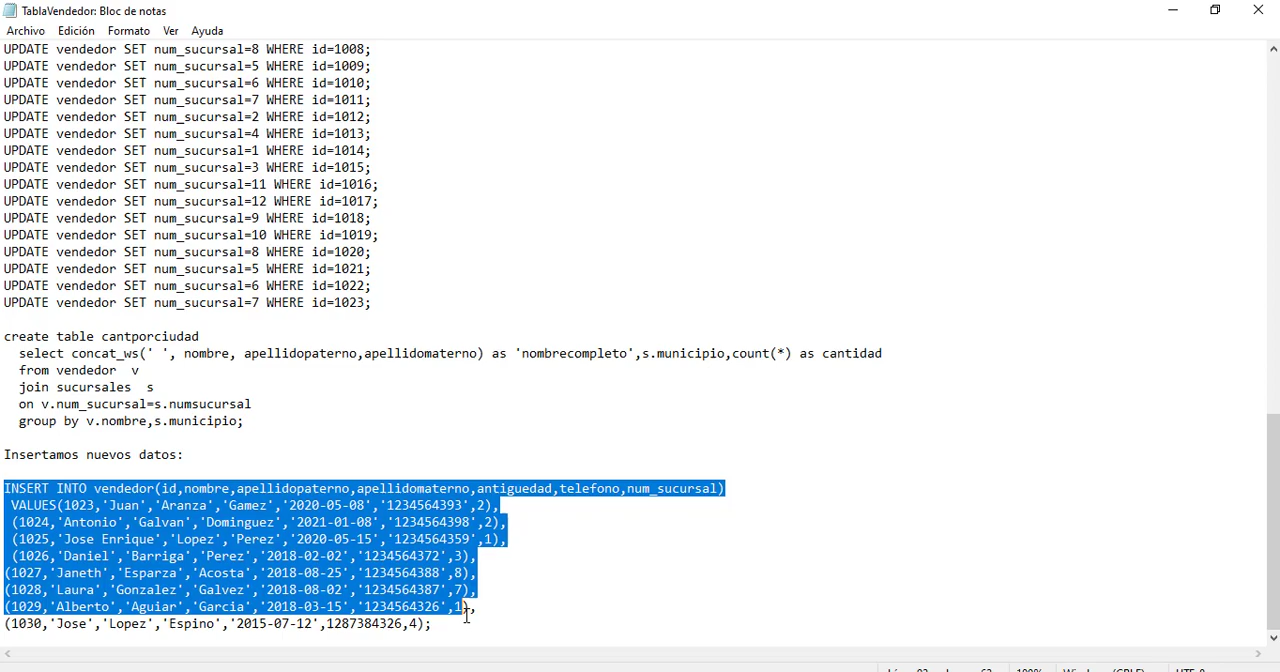 TablaVendedor: Bloc de notas
Archivo Edición Formato Ver Ayuda
UPDATE vendedor SET num_sucursal=8 WHERE id=1008;
UPDATE vendedor SET num_sucursal=5 WHERE id=1009;
UPDATE vendedor SET num_sucursal=6 WHERE id=1010;
UPDATE vendedor SET num_sucursal=7 WHERE id=1011;
UPDATE vendedor SET num_sucursal=2 WHERE id=1012;
UPDATE vendedor SET num_sucursal=4 WHERE id=1013;
UPDATE vendedor SET num_sucursal=1 WHERE id=1014;
UPDATE vendedor SET num_sucursal=3 WHERE id=1015;
UPDATE vendedor SET num_sucursal=11 WHERE id=1016;
UPDATE vendedor SET num_sucursal=12 WHERE id=1017;
UPDATE vendedor SET num_sucursal=9 WHERE id=1018;
UPDATE vendedor SET num_sucursal=10 WHERE id=1019;
UPDATE vendedor SET num_sucursal=8 WHERE id=1020;
UPDATE vendedor SET num_sucursal=5 WHERE id=1021;
UPDATE vendedor SET num_sucursal=6 WHERE id=1022;
UPDATE vendedor SET num_sucursal=7 WHERE id=1023;
create table cantporciudad
select concat_ws(' ', nombre, apellidopaterno,apellidomaterno) as 'nombrecompleto',s.municipio,count(*) as cantidad
from vendedor  v
join sucursales  s
on v.num_sucursal=s.numsucursal
group by v.nombre,s.municipio;
Insertamos nuevos datos:
INSERT INTO vendedor(id,nombre,apellidopaterno,apellidomaterno,antiguedad,telefono,num_sucursal)
VALUES(1023,'Juan','Aranza','Gamez','2020-05-08','1234564393',2),
(1024,'Antonio','Galvan','Dominguez','2021-01-08','1234564398',2),
(1025,'Jose Enrique','Lopez','Perez','2020-05-15','1234564359',1),
(1026,'Daniel','Barriga','Perez','2018-02-02','1234564372',3),
(1027,'Janeth','Esparza','Acosta','2018-08-25','1234564388',8),
(1028,'Laura','Gonzalez','Galvez','2018-08-02','1234564387',7),
(1029,'Alberto','Aguiar','Garcia','2018-03-15','1234564326',1),
(1030,'Jose','Lopez','Espino','2015-07-12',1287384326,4);